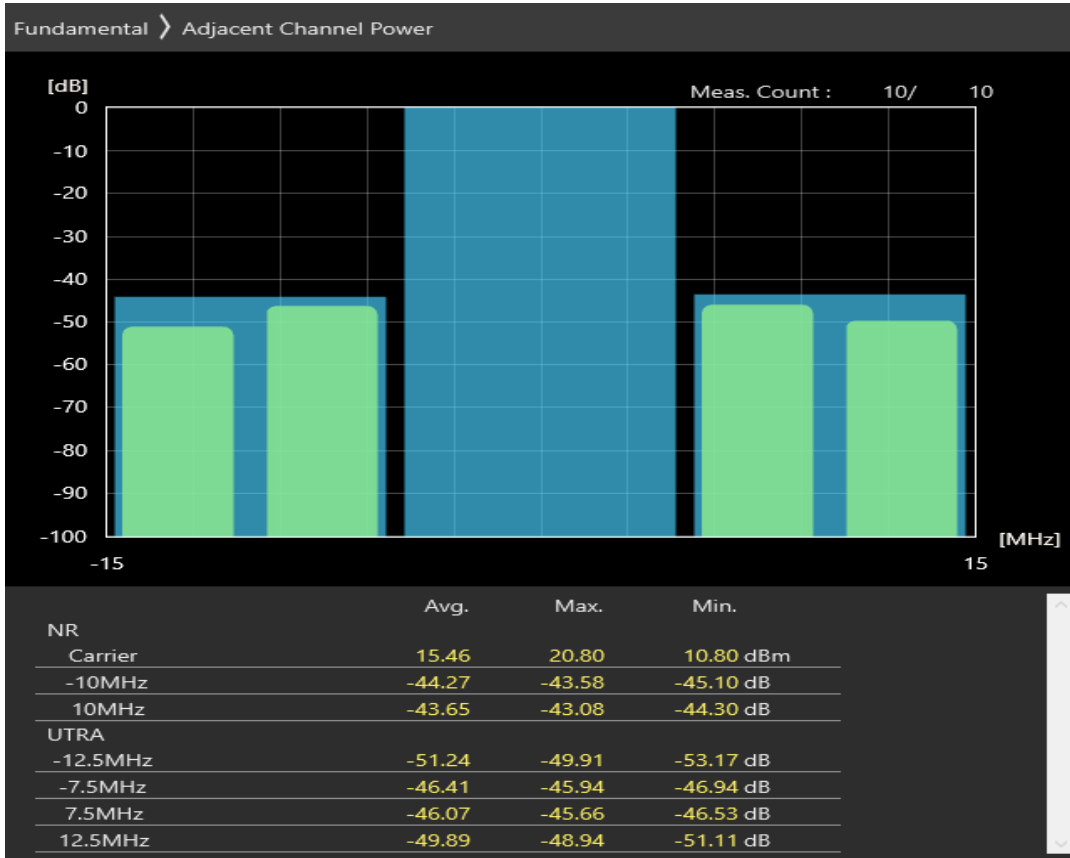 Fundamental 〉 Adjacent Channel Power
[dB]
Meas. Count : 10/ 10
0
-10
-20
-30
-40
-50
-60
-70
-80
-90
-100
[MHz]
-15 15
Avg. Max. Min.
NR
Carrier 15.46 20.80 10.80 dBm
-10MHz -44.27 -43.58 -45.10 dB
10MHz -43.65 -43.08 -44.30 dB
UTRA
-12.5MHz -51.24 -49.91 -53.17 dB
-7.5MHz -46.41 -45.94 -46.94 dB
7.5MHz -46.07 -45.66 -46.53 dB
12.5MHz -49.89 -48.94 -51.11 dB